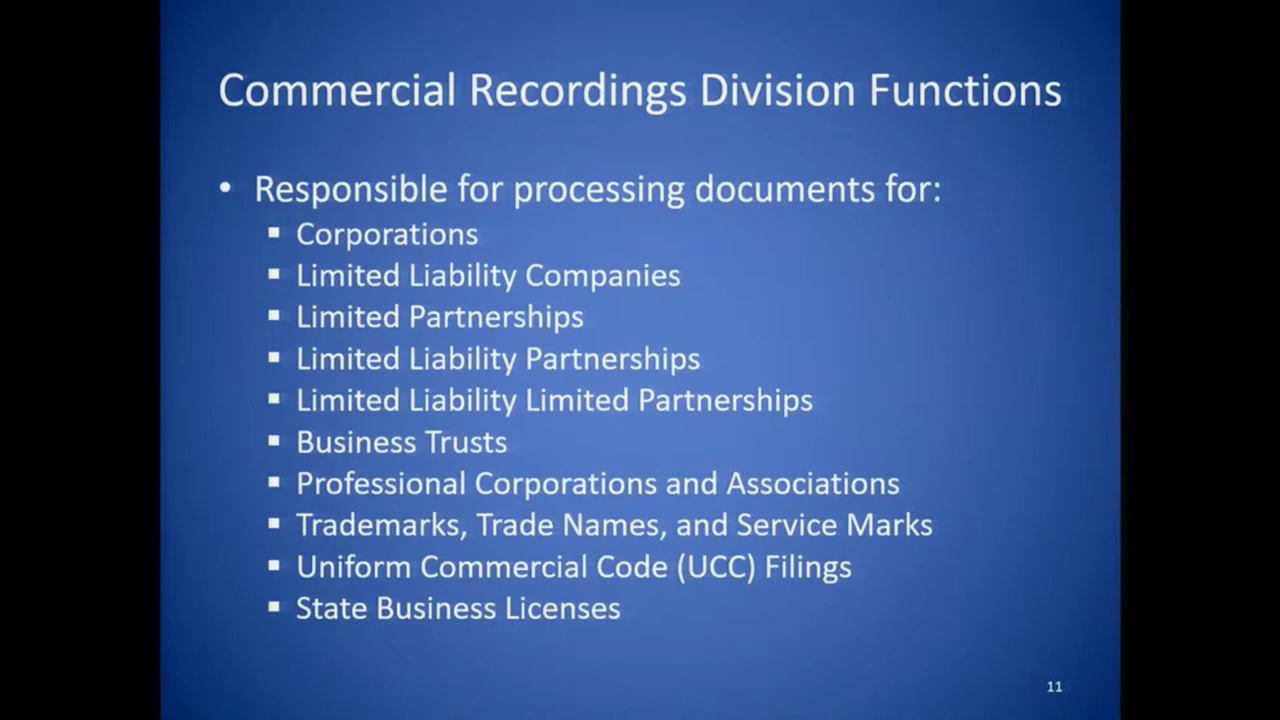 Commercial Recordings Division Functions
• Responsible for processing documents for:
▪ Corporations
▪ Limited Liability Companies
▪ Limited Partnerships
▪ Limited Liability Partnerships
▪ Limited Liability Limited Partnerships
▪ Business Trusts
▪ Professional Corporations and Associations
▪ Trademarks, Trade Names, and Service Marks
▪ Uniform Commercial Code (UCC) Filings
▪ State Business Licenses
11